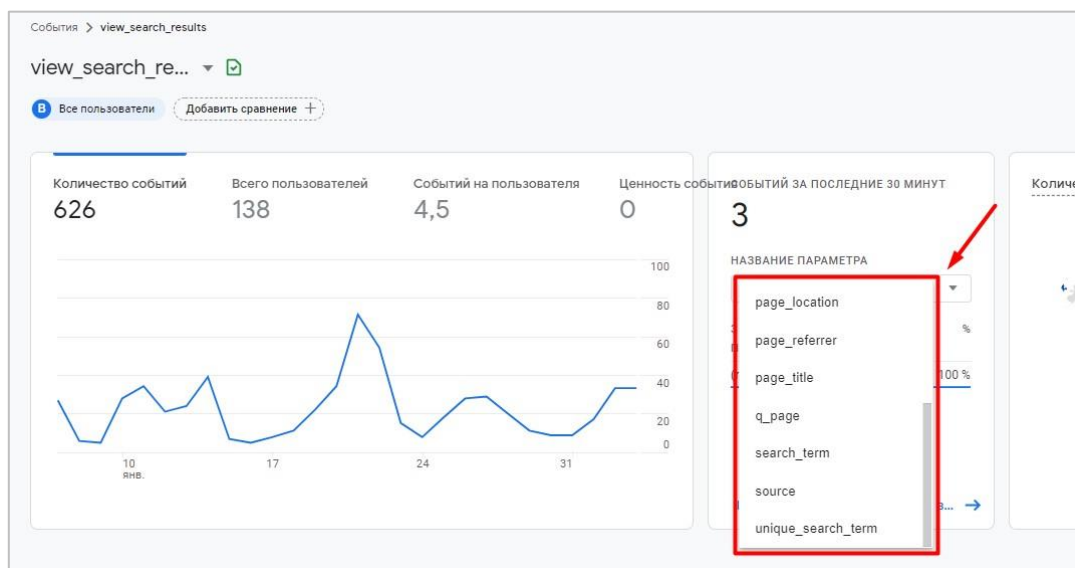 События > view_search_results
view_search_re...
B Все пользователи Добавить сравнение +
Количество событий
626
Всего пользователей
138
Событий на пользователя
4,5
Ценность события
0
100
80
60
40
20
0
10
янв.
17
24
31
СОБЫТИЙ ЗА ПОСЛЕДНИЕ 30 МИНУТ
3
НАЗВАНИЕ ПАРАМЕТРА
page_location
page_referrer
%
page_title
100 %
q_page
search_term
source
unique_search_term